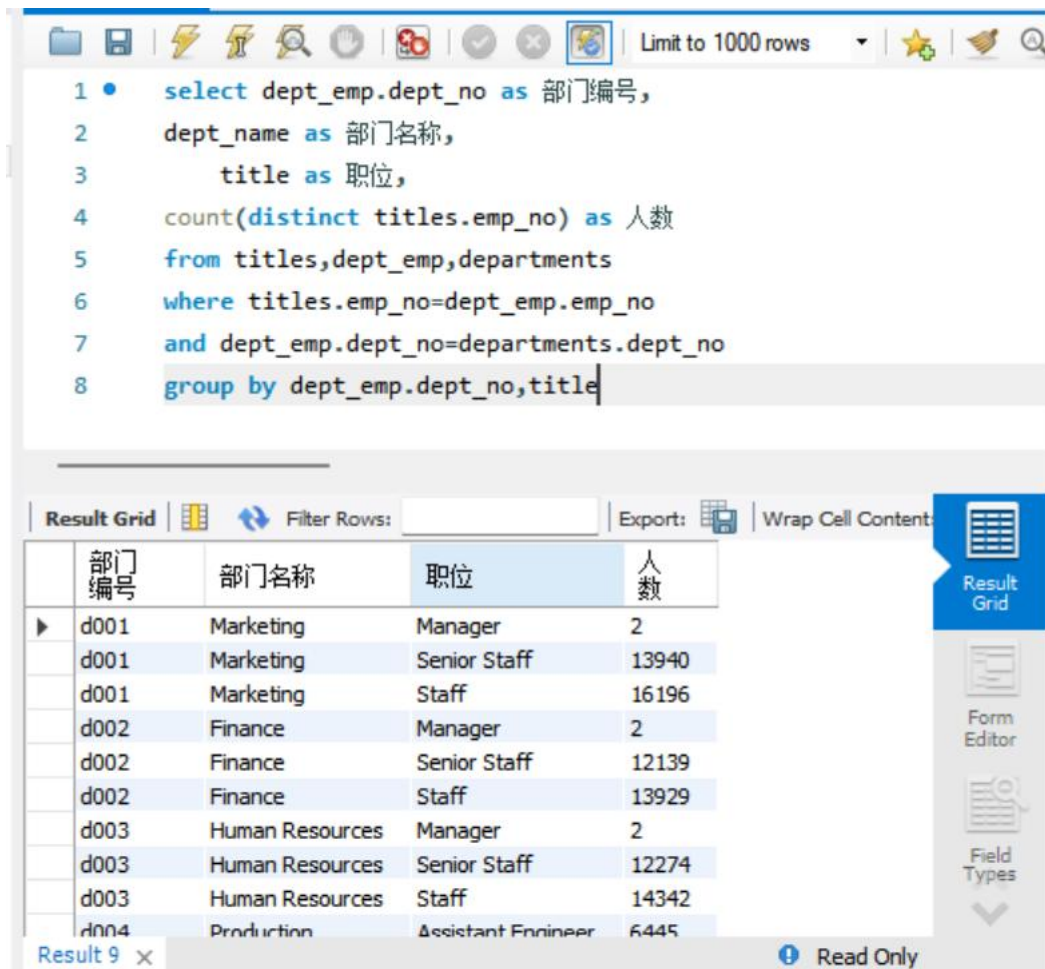 Limit to 1000 rows
1 select dept_emp.dept_no as 部门编号,
2 dept_name as 部门名称,
3 title as 职位,
4 count(distinct titles.emp_no) as 人数
5 from titles,dept_emp,departments
6 where titles.emp_no=dept_emp.emp_no
7 and dept_emp.dept_no=departments.dept_no
8 group by dept_emp.dept_no,title
Result Grid Filter Rows: Export: Wrap Cell Content:
部门编号 部门名称 职位 人数
d001 Marketing Manager 2
d001 Marketing Senior Staff 13940
d001 Marketing Staff 16196
d002 Finance Manager 2
d002 Finance Senior Staff 12139
d002 Finance Staff 13929
d003 Human Resources Manager 2
d003 Human Resources Senior Staff 12274
d003 Human Resources Staff 14342
d004 Production Assistant Engineer 6445
Result Grid
Form Editor
Field Types
Result 9 Read Only